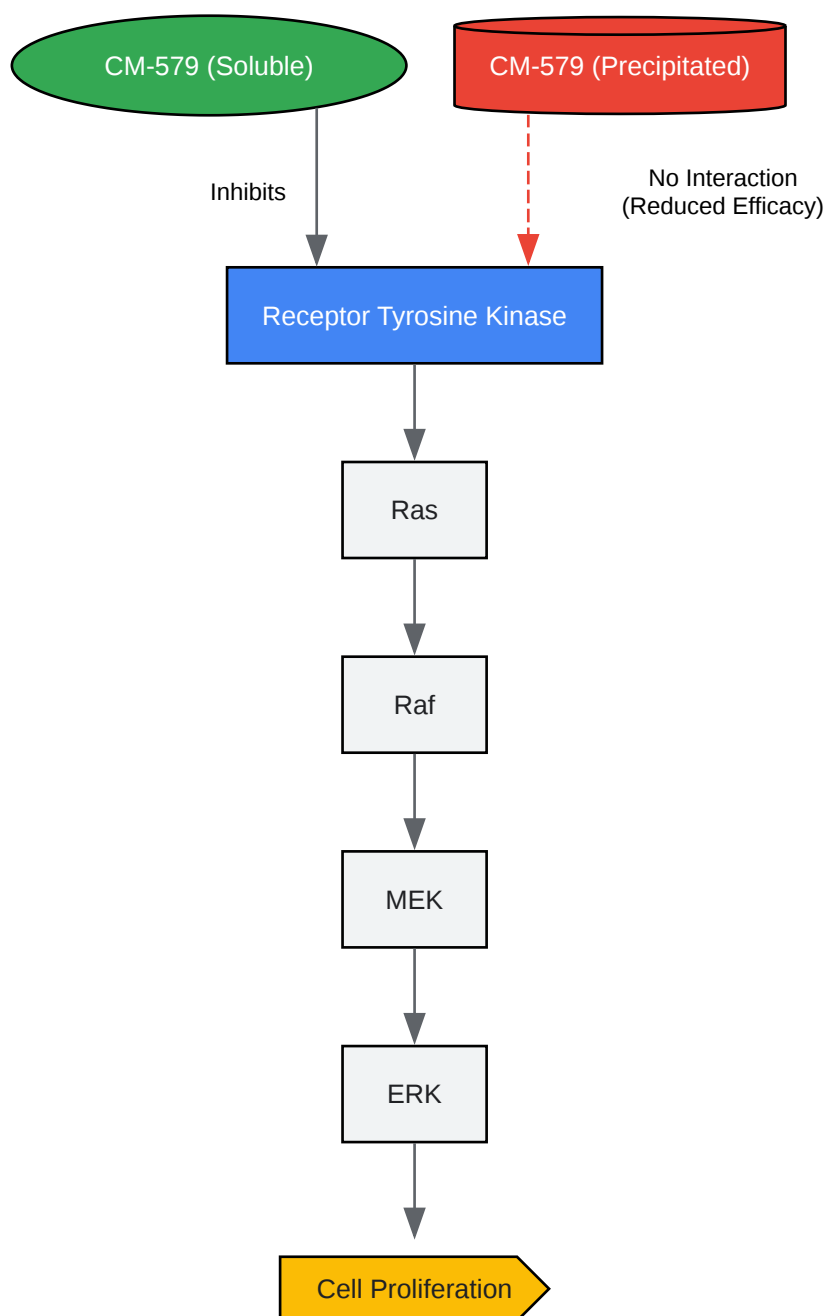 CM-579 (Soluble)
CM-579 (Precipitated)
Inhibits
No Interaction
(Reduced Efficacy)
Receptor Tyrosine Kinase
Ras
Raf
MEK
ERK
Cell Proliferation